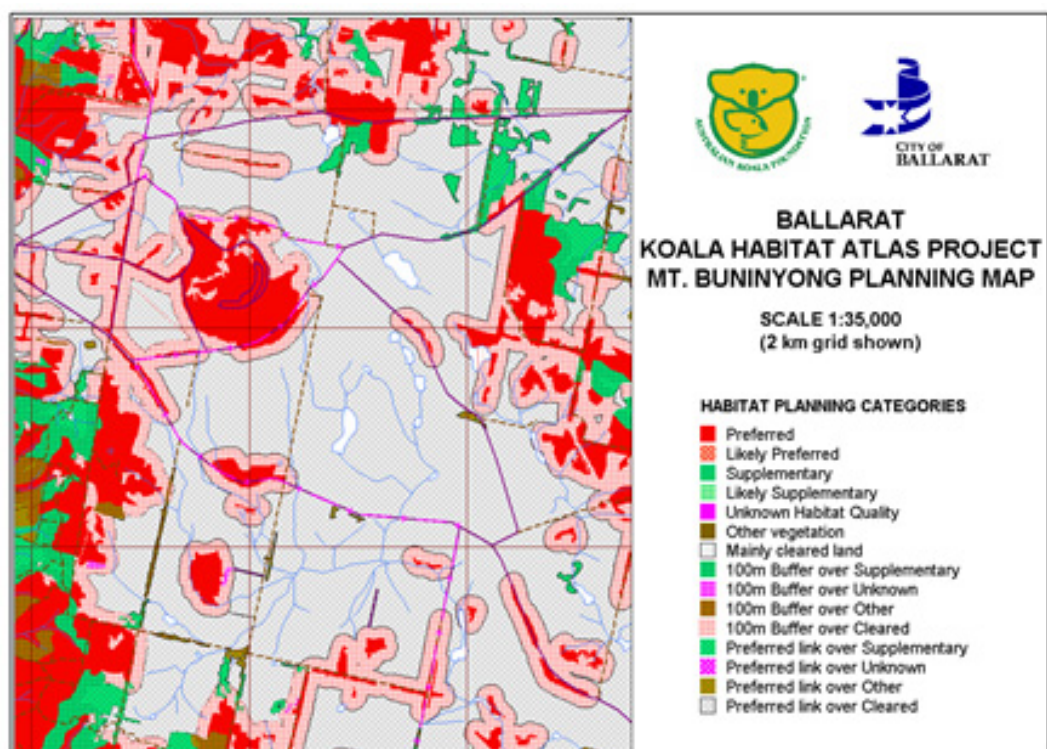 AUSTRALIAN KOALA FOUNDATION
CITY OF
BALLARAT
BALLARAT
KOALA HABITAT ATLAS PROJECT
MT. BUNINYONG PLANNING MAP
SCALE 1:35,000
(2 km grid shown)
HABITAT PLANNING CATEGORIES
Preferred
Likely Preferred
Supplementary
Likely Supplementary
Unknown Habitat Quality
Other vegetation
Mainly cleared land
100m Buffer over Supplementary
100m Buffer over Unknown
100m Buffer over Other
100m Buffer over Cleared
Preferred link over Supplementary
Preferred link over Unknown
Preferred link over Other
Preferred link over Cleared